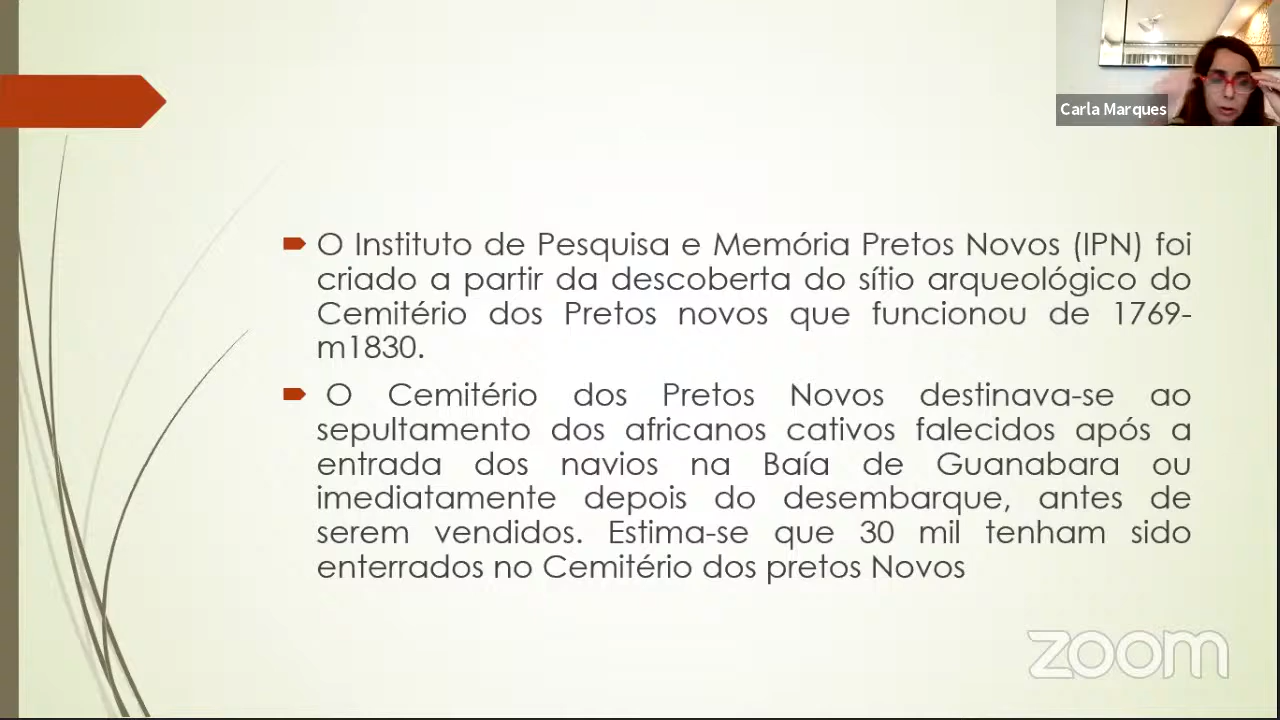 Carla Marques
O Instituto de Pesquisa e Memória Pretos Novos (IPN) foi
criado a partir da descoberta do sítio arqueológico do
Cemitério dos Pretos novos que funcionou de 1769-
m1830.
O Cemitério dos Pretos Novos destinava-se ao
sepultamento dos africanos cativos falecidos após a
entrada dos navios na Baía de Guanabara ou
imediatamente depois do desembarque, antes de
serem vendidos. Estima-se que 30 mil tenham sido
enterrados no Cemitério dos pretos Novos
zoom